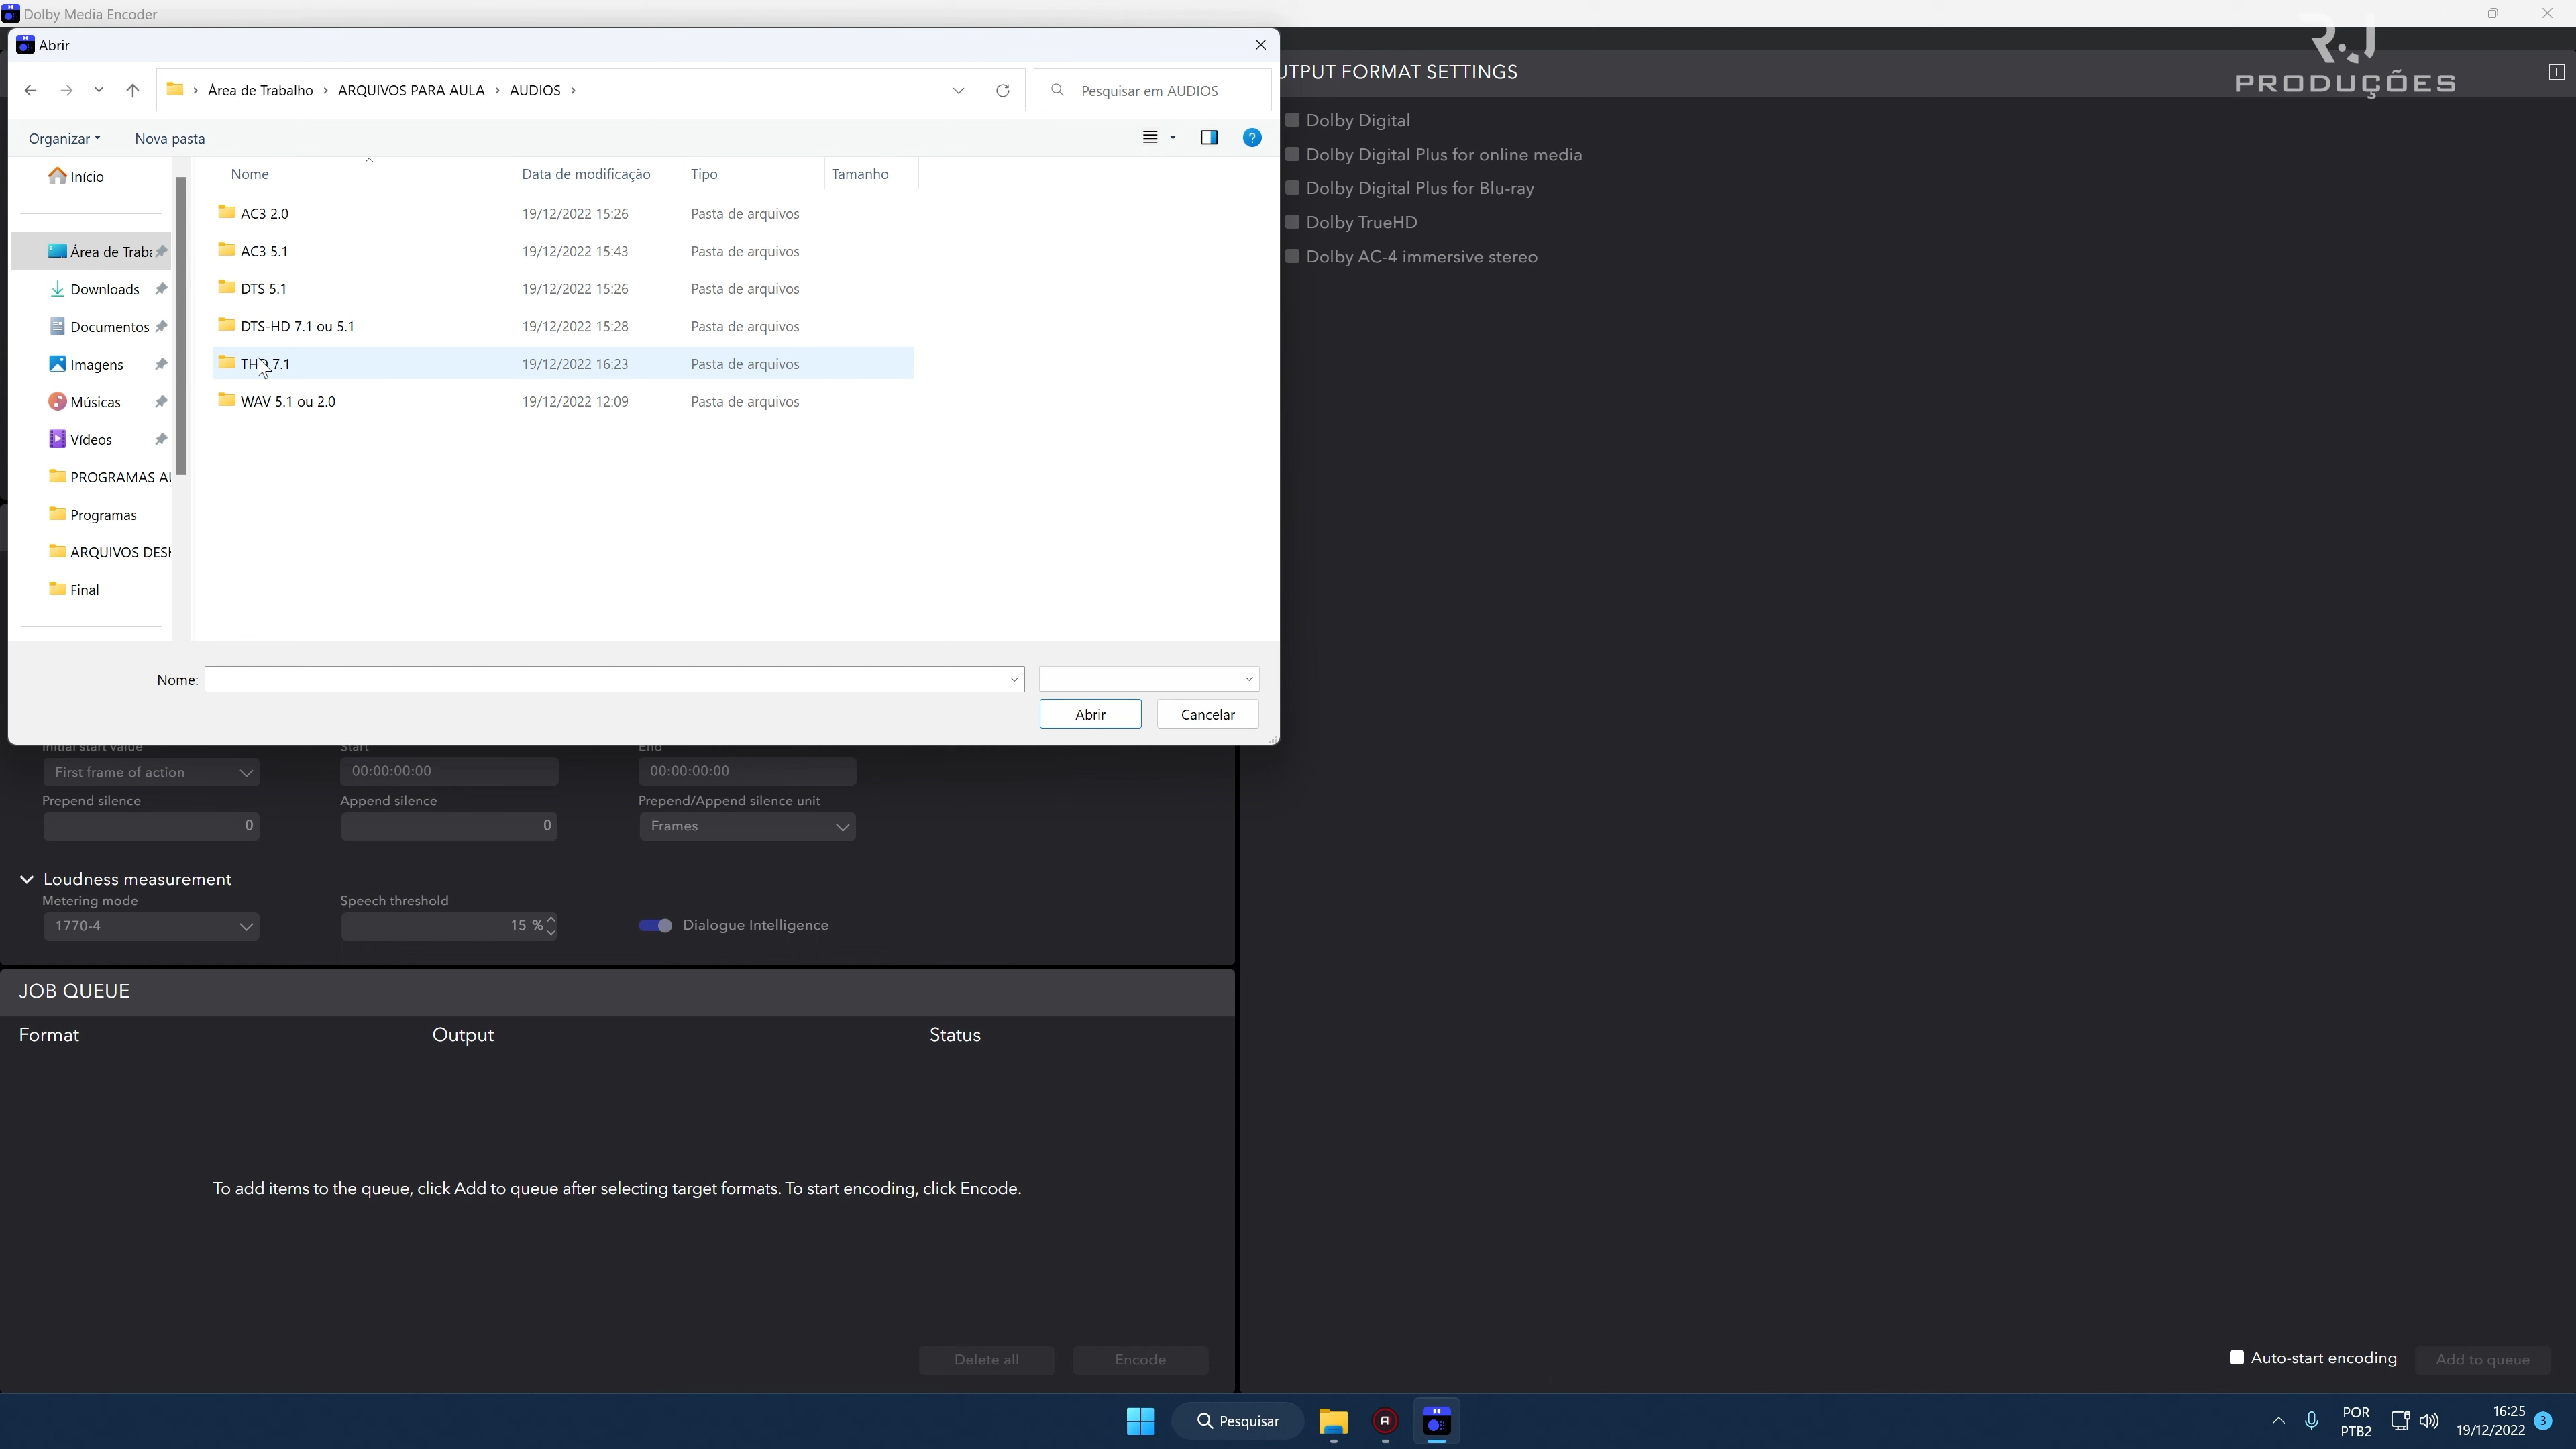 Dolby Media Encoder
Abrir
Área de Trabalho > ARQUIVOS PARA AULA > AUDIOS >
Pesquisar em AUDIOS
Organizar
Nova pasta
Início
Área de Traba
Downloads
Documentos
Imagens
Músicas
Vídeos
PROGRAMAS AU
Programas
ARQUIVOS DESK
Final
Nome Data de modificação Tipo Tamanho
AC3 2.0 19/12/2022 15:26 Pasta de arquivos
AC3 5.1 19/12/2022 15:43 Pasta de arquivos
DTS 5.1 19/12/2022 15:26 Pasta de arquivos
DTS-HD 7.1 ou 5.1 19/12/2022 15:28 Pasta de arquivos
THD 7.1 19/12/2022 16:23 Pasta de arquivos
WAV 5.1 ou 2.0 19/12/2022 12:09 Pasta de arquivos
Nome:
Abrir
Cancelar
UTPUT FORMAT SETTINGS
R.J
PRODUÇÕES
Dolby Digital
Dolby Digital Plus for online media
Dolby Digital Plus for Blu-ray
Dolby TrueHD
Dolby AC-4 immersive stereo
Initial start value Start End
First frame of action 00:00:00:00 00:00:00:00
Prepend silence Append silence Prepend/Append silence unit
0 0 Frames
Loudness measurement
Metering mode Speech threshold
1770-4 15 % Dialogue Intelligence
JOB QUEUE
Format Output Status
To add items to the queue, click Add to queue after selecting target formats. To start encoding, click Encode.
Delete all
Encode
Auto-start encoding
Add to queue
Pesquisar
POR
PTB2
16:25
19/12/2022
3